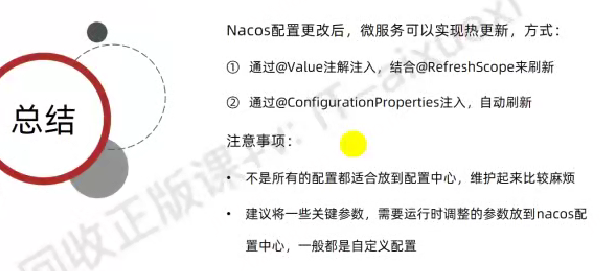 Nacos配置更改后，微服务可以实现热更新，方式：
① 通过@Value注解注入，结合@RefreshScope来刷新
② 通过@ConfigurationProperties注入，自动刷新
总结
注意事项：
• 不是所有的配置都适合放到配置中心，维护起来比较麻烦
• 建议将一些关键参数，需要运行时调整的参数放到nacos配
置中心，一般都是自定义配置
回收正版课+v: IT-aixuexi